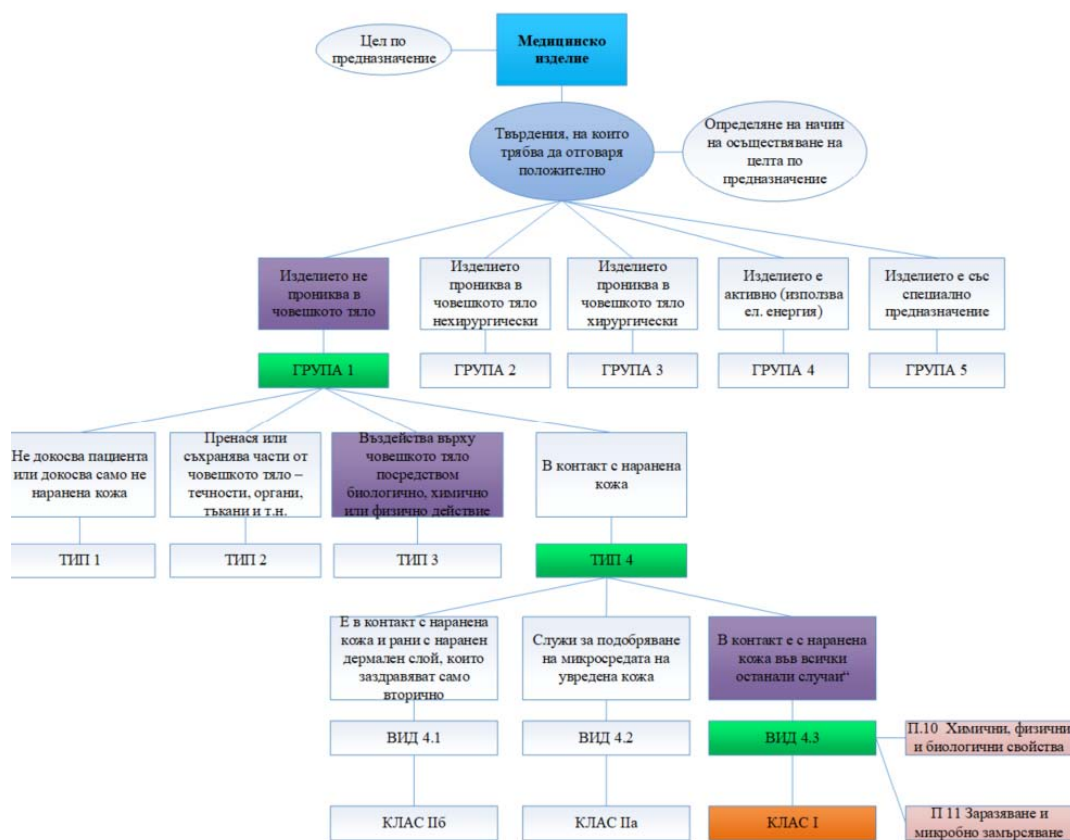 Цел по
предназначение
Медицинско
изделие
Твърдения, на които
трябва да отговаря
положително
Определяне на начин
на осъществяване на
целта по
предназначение
Изделието не
прониква в
човешкото тяло
Изделието
прониква в
човешкото тяло
нехирургически
Изделието
прониква в
човешкото тяло
хирургически
Изделието е
активно (използва
ел. енергия)
Изделието е със
специално
предназначение
ГРУПА 1
ГРУПА 2
ГРУПА 3
ГРУПА 4
ГРУПА 5
Не докосва пациента
или докосва само не
наранена кожа
Пренася или
съхранява части от
човешкото тяло –
течности, органи,
тъкани и т.н.
Въздейства върху
човешкото тяло
посредством
биологично, химично
или физично действие
В контакт с наранена
кожа
ТИП 1
ТИП 2
ТИП 3
ТИП 4
Е в контакт с наранена
кожа и рани с наранен
дермален слой, които
заздравяват само
вторично
Служи за подобряване
на микросредата на
увредена кожа
В контакт е с наранена
кожа във всички
останали случаи“
ВИД 4.1
ВИД 4.2
ВИД 4.3
П.10 Химични, физични
и биологични свойства
КЛАС IIб
КЛАС IIа
КЛАС I
П 11 Заразяване и
микробно замърсяване